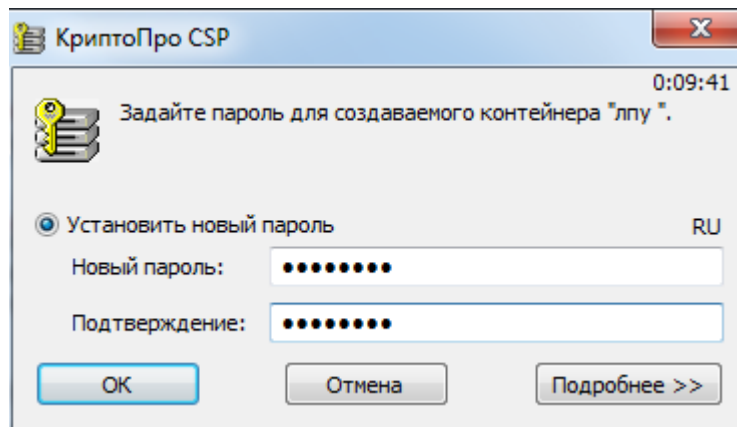 КриптоПро CSP
0:09:41
Задайте пароль для создаваемого контейнера "лпу ".
Установить новый пароль
RU
Новый пароль: ●●●●●●●●
Подтверждение: ●●●●●●●●
ОК
Отмена
Подробнее >>